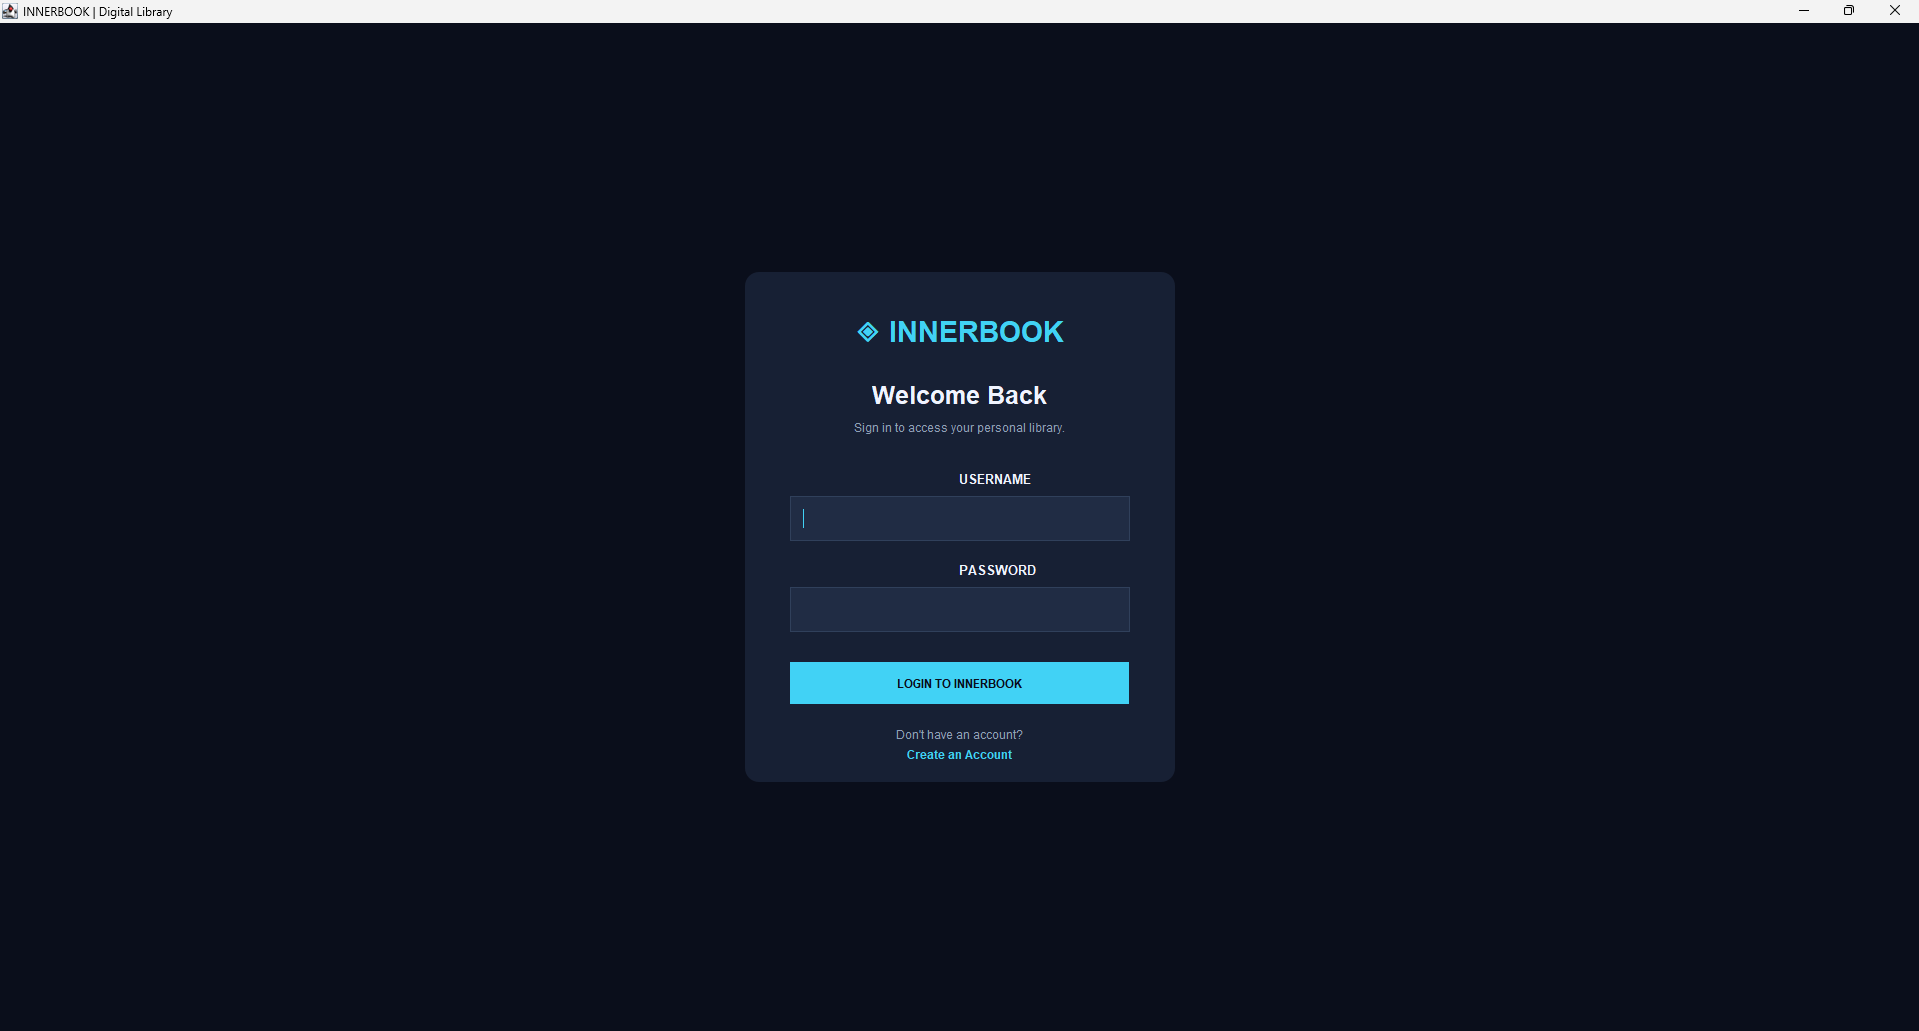 INNERBOOK | Digital Library
INNERBOOK
Welcome Back
Sign in to access your personal library.
USERNAME
PASSWORD
LOGIN TO INNERBOOK
Don't have an account?
Create an Account